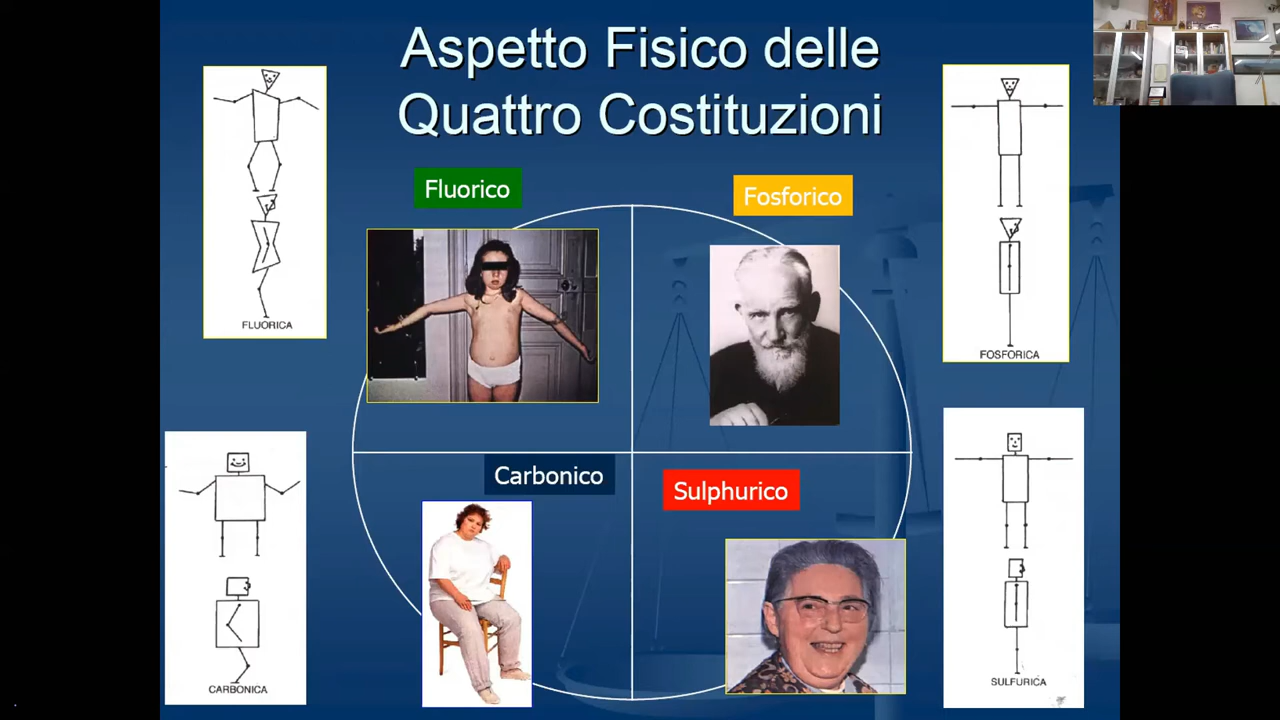 Aspetto Fisico delle
Quattro Costituzioni
Fluorico
Fosforico
FLUORICA
FOSFORICA
Carbonico
Sulphurico
CARBONICA
SULFURICA